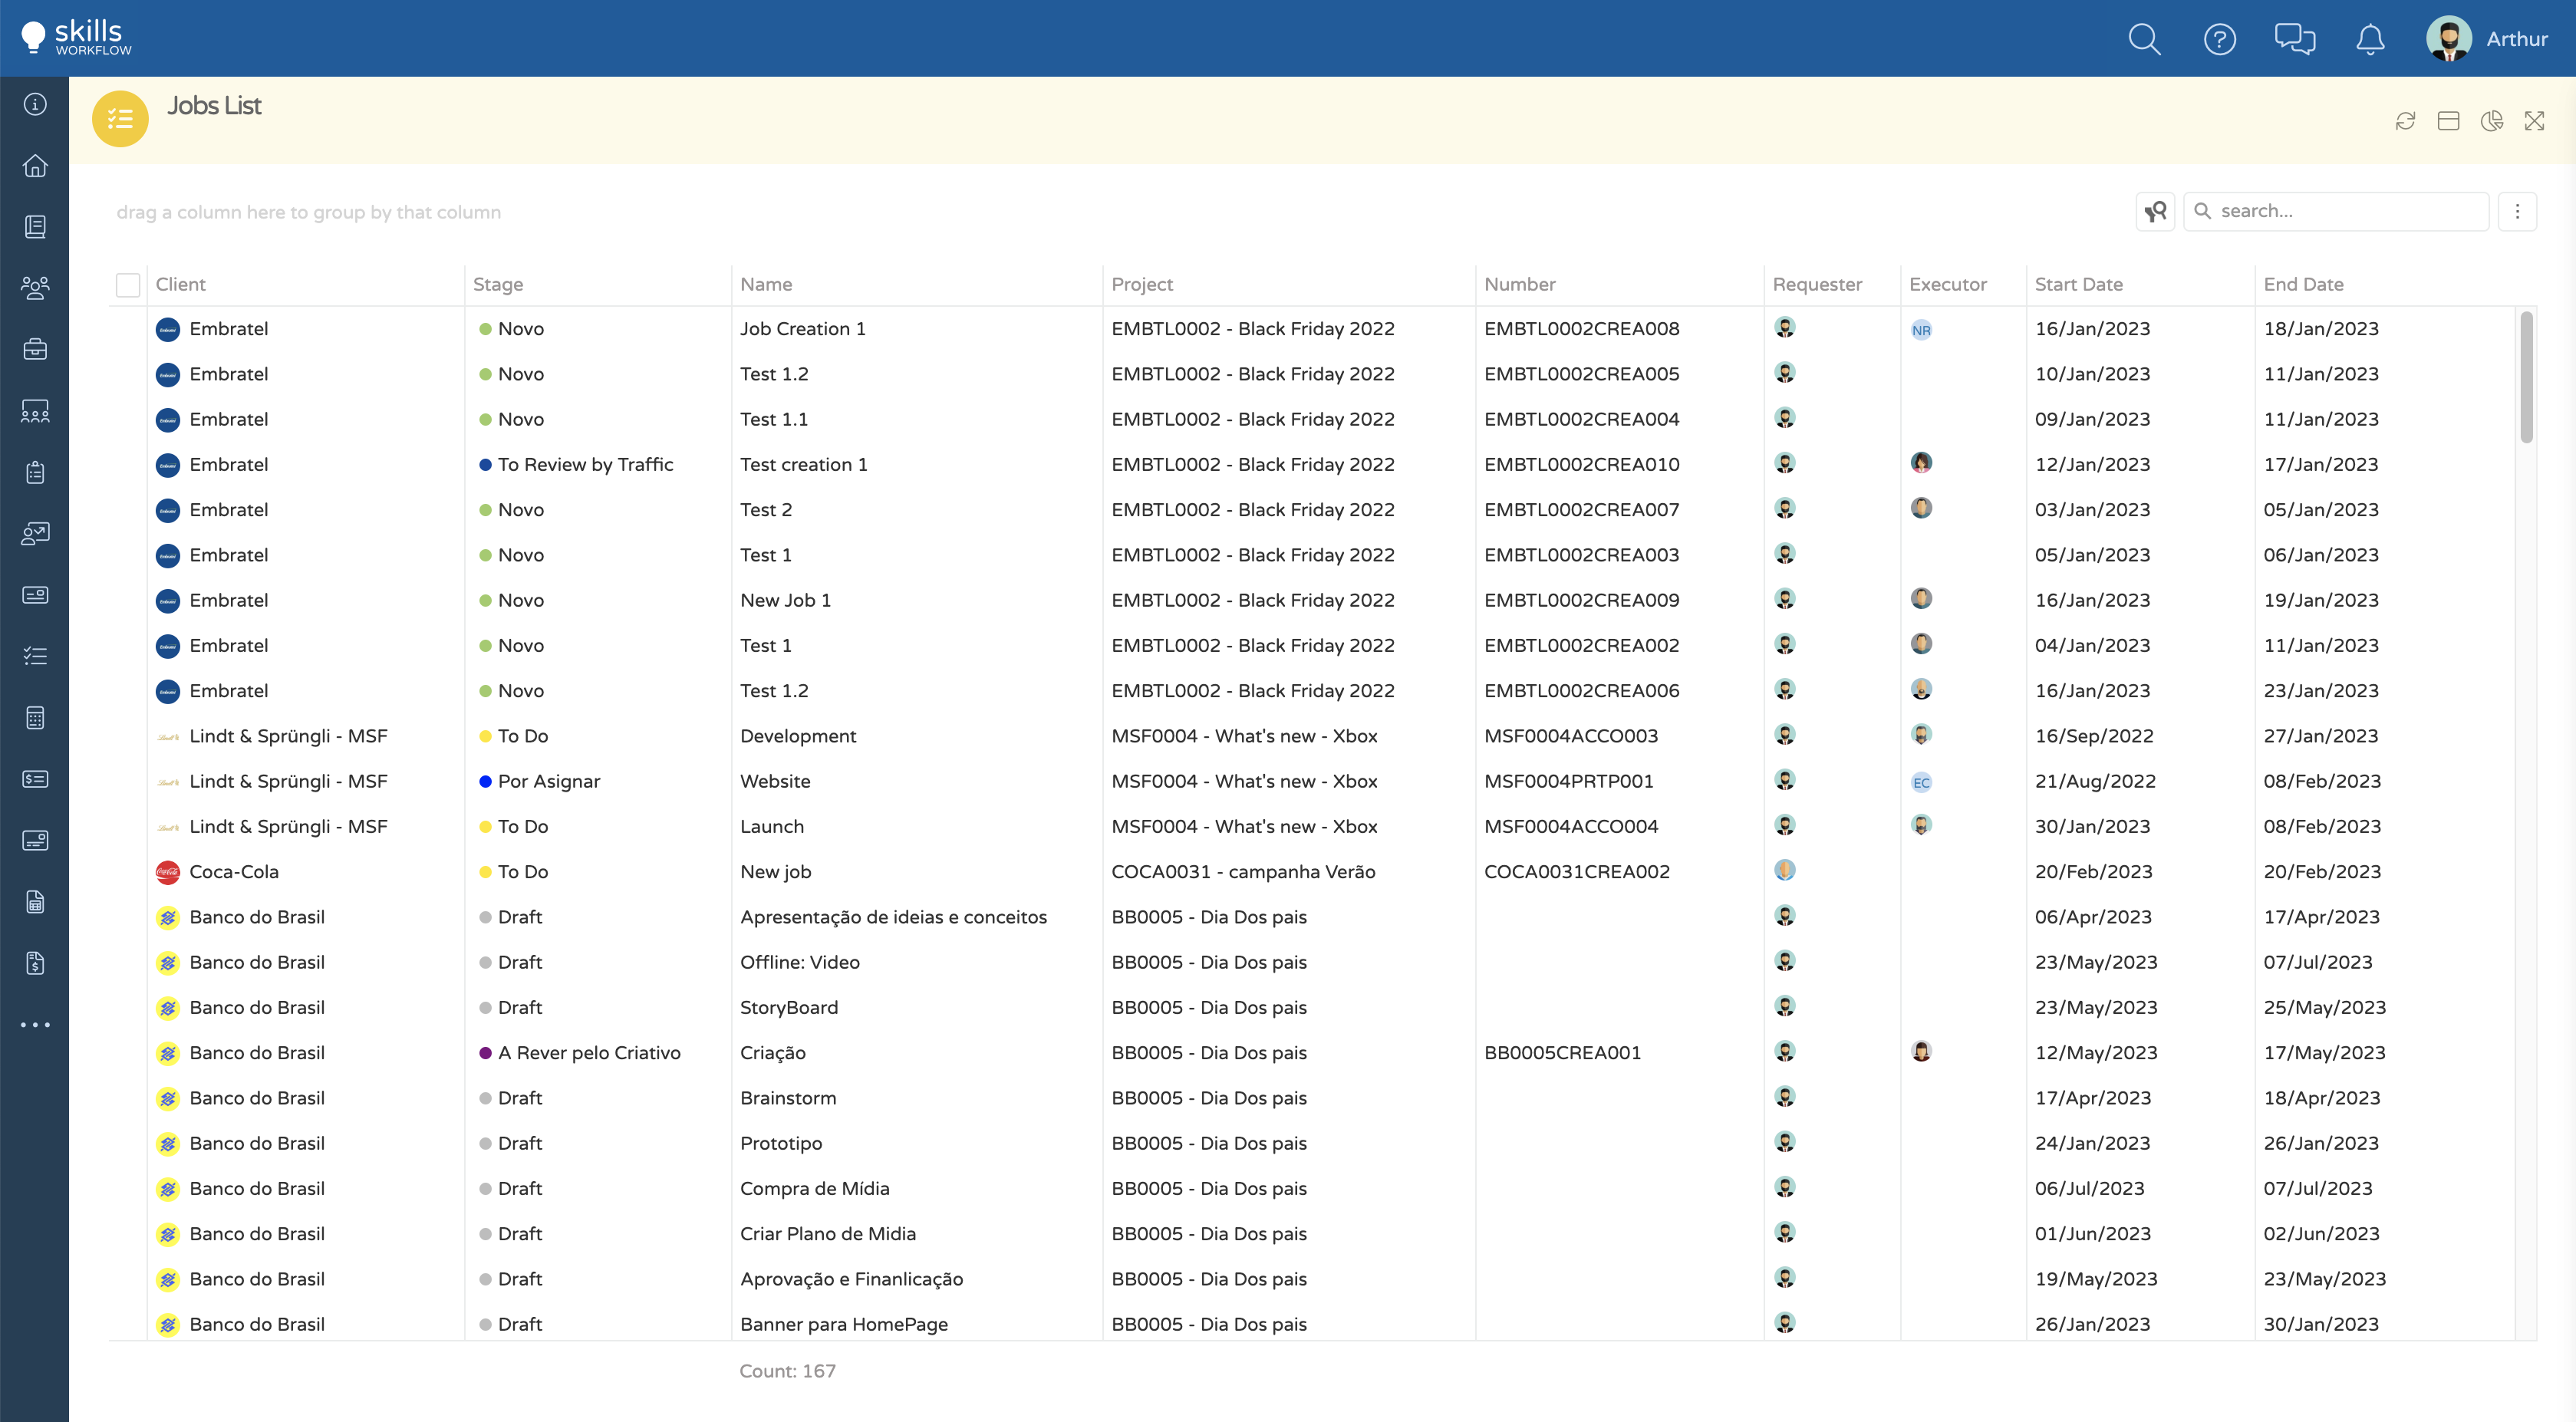 skills
WORKFLOW
Arthur
Jobs List
drag a column here to group by that column
search...
Client Stage Name Project Number Requester Executor Start Date End Date
Embratel Novo Job Creation 1 EMBTL0002 - Black Friday 2022 EMBTL0002CREA008 NR 16/Jan/2023 18/Jan/2023
Embratel Novo Test 1.2 EMBTL0002 - Black Friday 2022 EMBTL0002CREA005 10/Jan/2023 11/Jan/2023
Embratel Novo Test 1.1 EMBTL0002 - Black Friday 2022 EMBTL0002CREA004 09/Jan/2023 11/Jan/2023
Embratel To Review by Traffic Test creation 1 EMBTL0002 - Black Friday 2022 EMBTL0002CREA010 12/Jan/2023 17/Jan/2023
Embratel Novo Test 2 EMBTL0002 - Black Friday 2022 EMBTL0002CREA007 03/Jan/2023 05/Jan/2023
Embratel Novo Test 1 EMBTL0002 - Black Friday 2022 EMBTL0002CREA003 05/Jan/2023 06/Jan/2023
Embratel Novo New Job 1 EMBTL0002 - Black Friday 2022 EMBTL0002CREA009 16/Jan/2023 19/Jan/2023
Embratel Novo Test 1 EMBTL0002 - Black Friday 2022 EMBTL0002CREA002 04/Jan/2023 11/Jan/2023
Embratel Novo Test 1.2 EMBTL0002 - Black Friday 2022 EMBTL0002CREA006 16/Jan/2023 23/Jan/2023
Lindt & Sprüngli - MSF To Do Development MSF0004 - What's new - Xbox MSF0004ACCO003 16/Sep/2022 27/Jan/2023
Lindt & Sprüngli - MSF Por Asignar Website MSF0004 - What's new - Xbox MSF0004PRTP001 EC 21/Aug/2022 08/Feb/2023
Lindt & Sprüngli - MSF To Do Launch MSF0004 - What's new - Xbox MSF0004ACCO004 30/Jan/2023 08/Feb/2023
Coca-Cola To Do New job COCA0031 - campanha Verão COCA0031CREA002 20/Feb/2023 20/Feb/2023
Banco do Brasil Draft Apresentação de ideias e conceitos BB0005 - Dia Dos pais 06/Apr/2023 17/Apr/2023
Banco do Brasil Draft Offline: Video BB0005 - Dia Dos pais 23/May/2023 07/Jul/2023
Banco do Brasil Draft StoryBoard BB0005 - Dia Dos pais 23/May/2023 25/May/2023
Banco do Brasil A Rever pelo Criativo Criação BB0005 - Dia Dos pais BB0005CREA001 12/May/2023 17/May/2023
Banco do Brasil Draft Brainstorm BB0005 - Dia Dos pais 17/Apr/2023 18/Apr/2023
Banco do Brasil Draft Prototipo BB0005 - Dia Dos pais 24/Jan/2023 26/Jan/2023
Banco do Brasil Draft Compra de Mídia BB0005 - Dia Dos pais 06/Jul/2023 07/Jul/2023
Banco do Brasil Draft Criar Plano de Midia BB0005 - Dia Dos pais 01/Jun/2023 02/Jun/2023
Banco do Brasil Draft Aprovação e Finanlicação BB0005 - Dia Dos pais 19/May/2023 23/May/2023
Banco do Brasil Draft Banner para HomePage BB0005 - Dia Dos pais 26/Jan/2023 30/Jan/2023
Count: 167